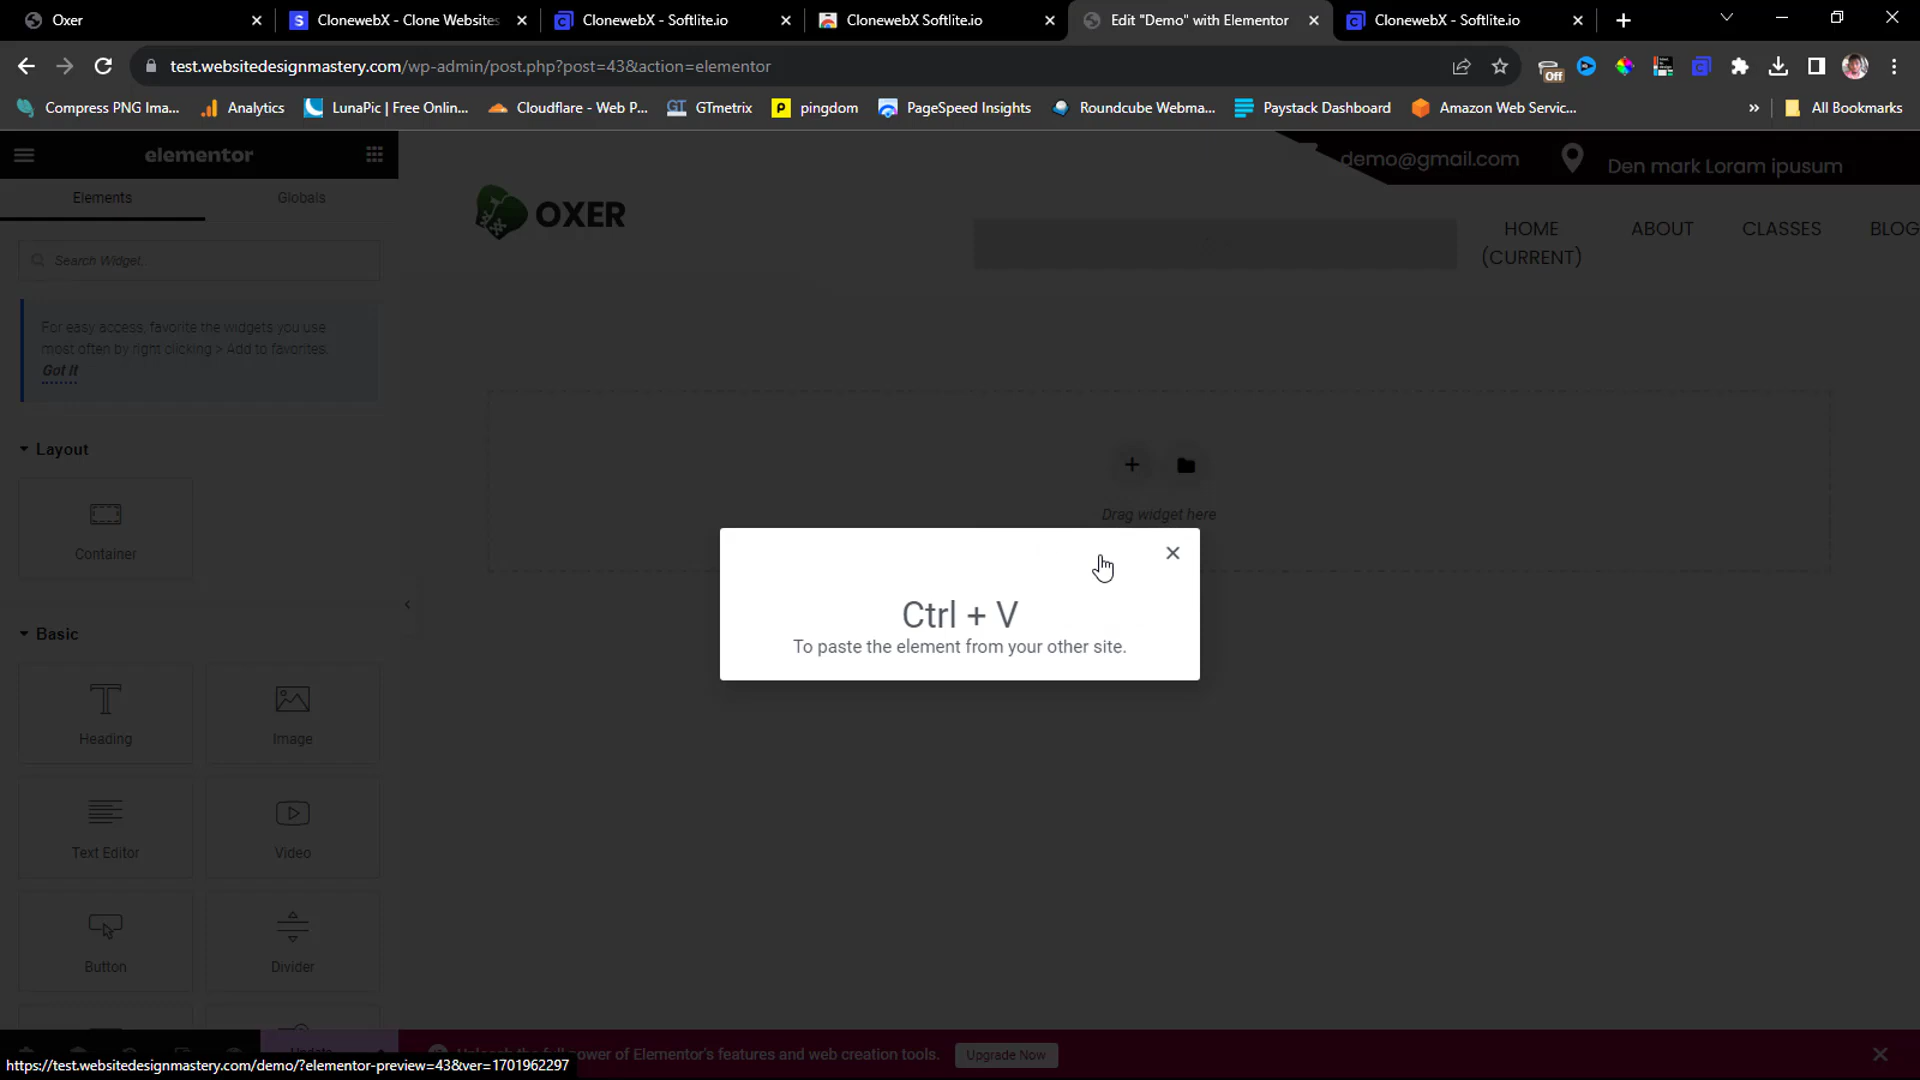 Oxer
ClonewebX - Clone Websites
ClonewebX - Softlite.io
ClonewebX Softlite.io
Edit "Demo" with Elementor
ClonewebX - Softlite.io
test.websitedesignmastery.com/wp-admin/post.php?post=43&action=elementor
Off
Compress PNG Ima...
Analytics
LunaPic | Free Onlin...
Cloudflare - Web P...
GTmetrix
pingdom
PageSpeed Insights
Roundcube Webma...
Paystack Dashboard
Amazon Web Servic...
»
All Bookmarks
elementor
demo@gmail.com
Den mark Loram ipusum
Elements
Globals
OXER
HOME
(CURRENT)
ABOUT
CLASSES
BLOG
Search Widget...
For easy access, favorite the widgets you use
most often by right clicking > Add to favorites.
Got It
Layout
Container
Drag widget here
Ctrl + V
To paste the element from your other site.
Basic
Heading
Image
Text Editor
Video
Button
Divider
power of Elementor's features and web creation tools.
Upgrade Now
https://test.websitedesignmastery.com/demo/?elementor-preview=43&ver=1701962297